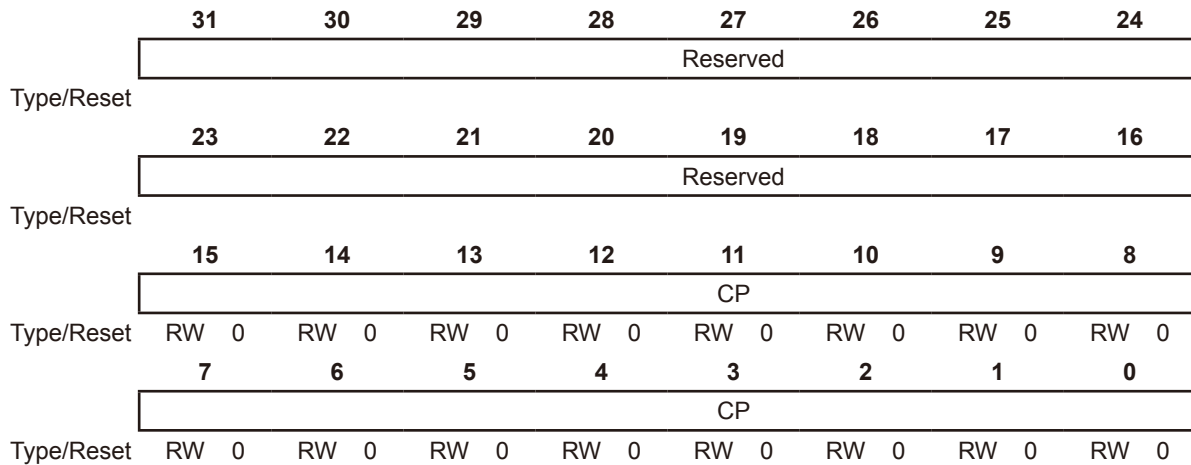 31 30 29 28 27 26 25 24
Reserved
Type/Reset
23 22 21 20 19 18 17 16
Reserved
Type/Reset
15 14 13 12 11 10 9 8
CP
Type/Reset RW 0 RW 0 RW 0 RW 0 RW 0 RW 0 RW 0 RW 0
7 6 5 4 3 2 1 0
CP
Type/Reset RW 0 RW 0 RW 0 RW 0 RW 0 RW 0 RW 0 RW 0